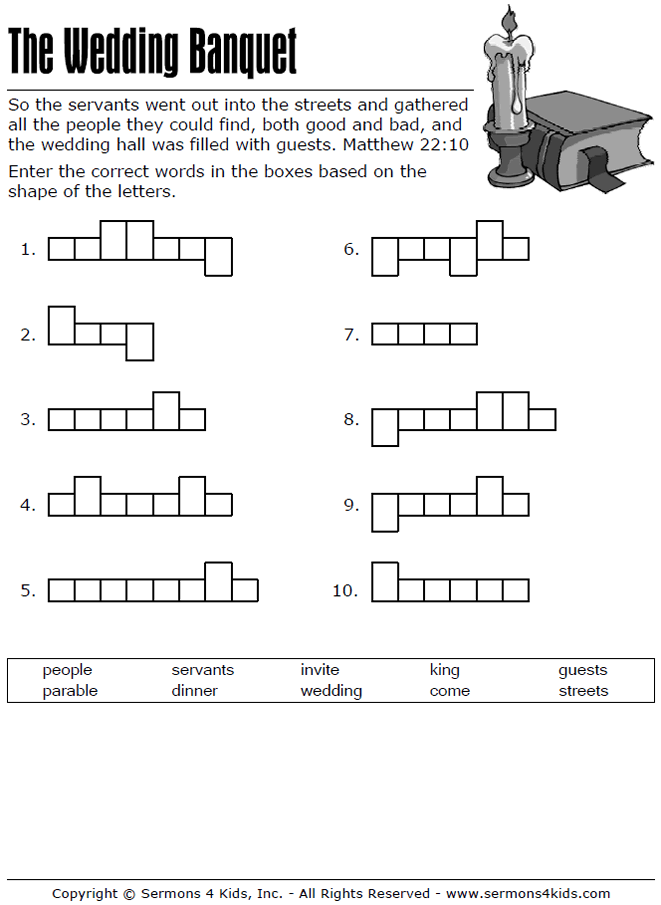 The Wedding Banquet
So the servants went out into the streets and gathered
all the people they could find, both good and bad, and
the wedding hall was filled with guests. Matthew 22:10
Enter the correct words in the boxes based on the
shape of the letters.
1. 6.
2. 7.
3. 8.
4. 9.
5. 10.
people servants invite king guests
parable dinner wedding come streets
Copyright © Sermons 4 Kids, Inc. - All Rights Reserved - www.sermons4kids.com